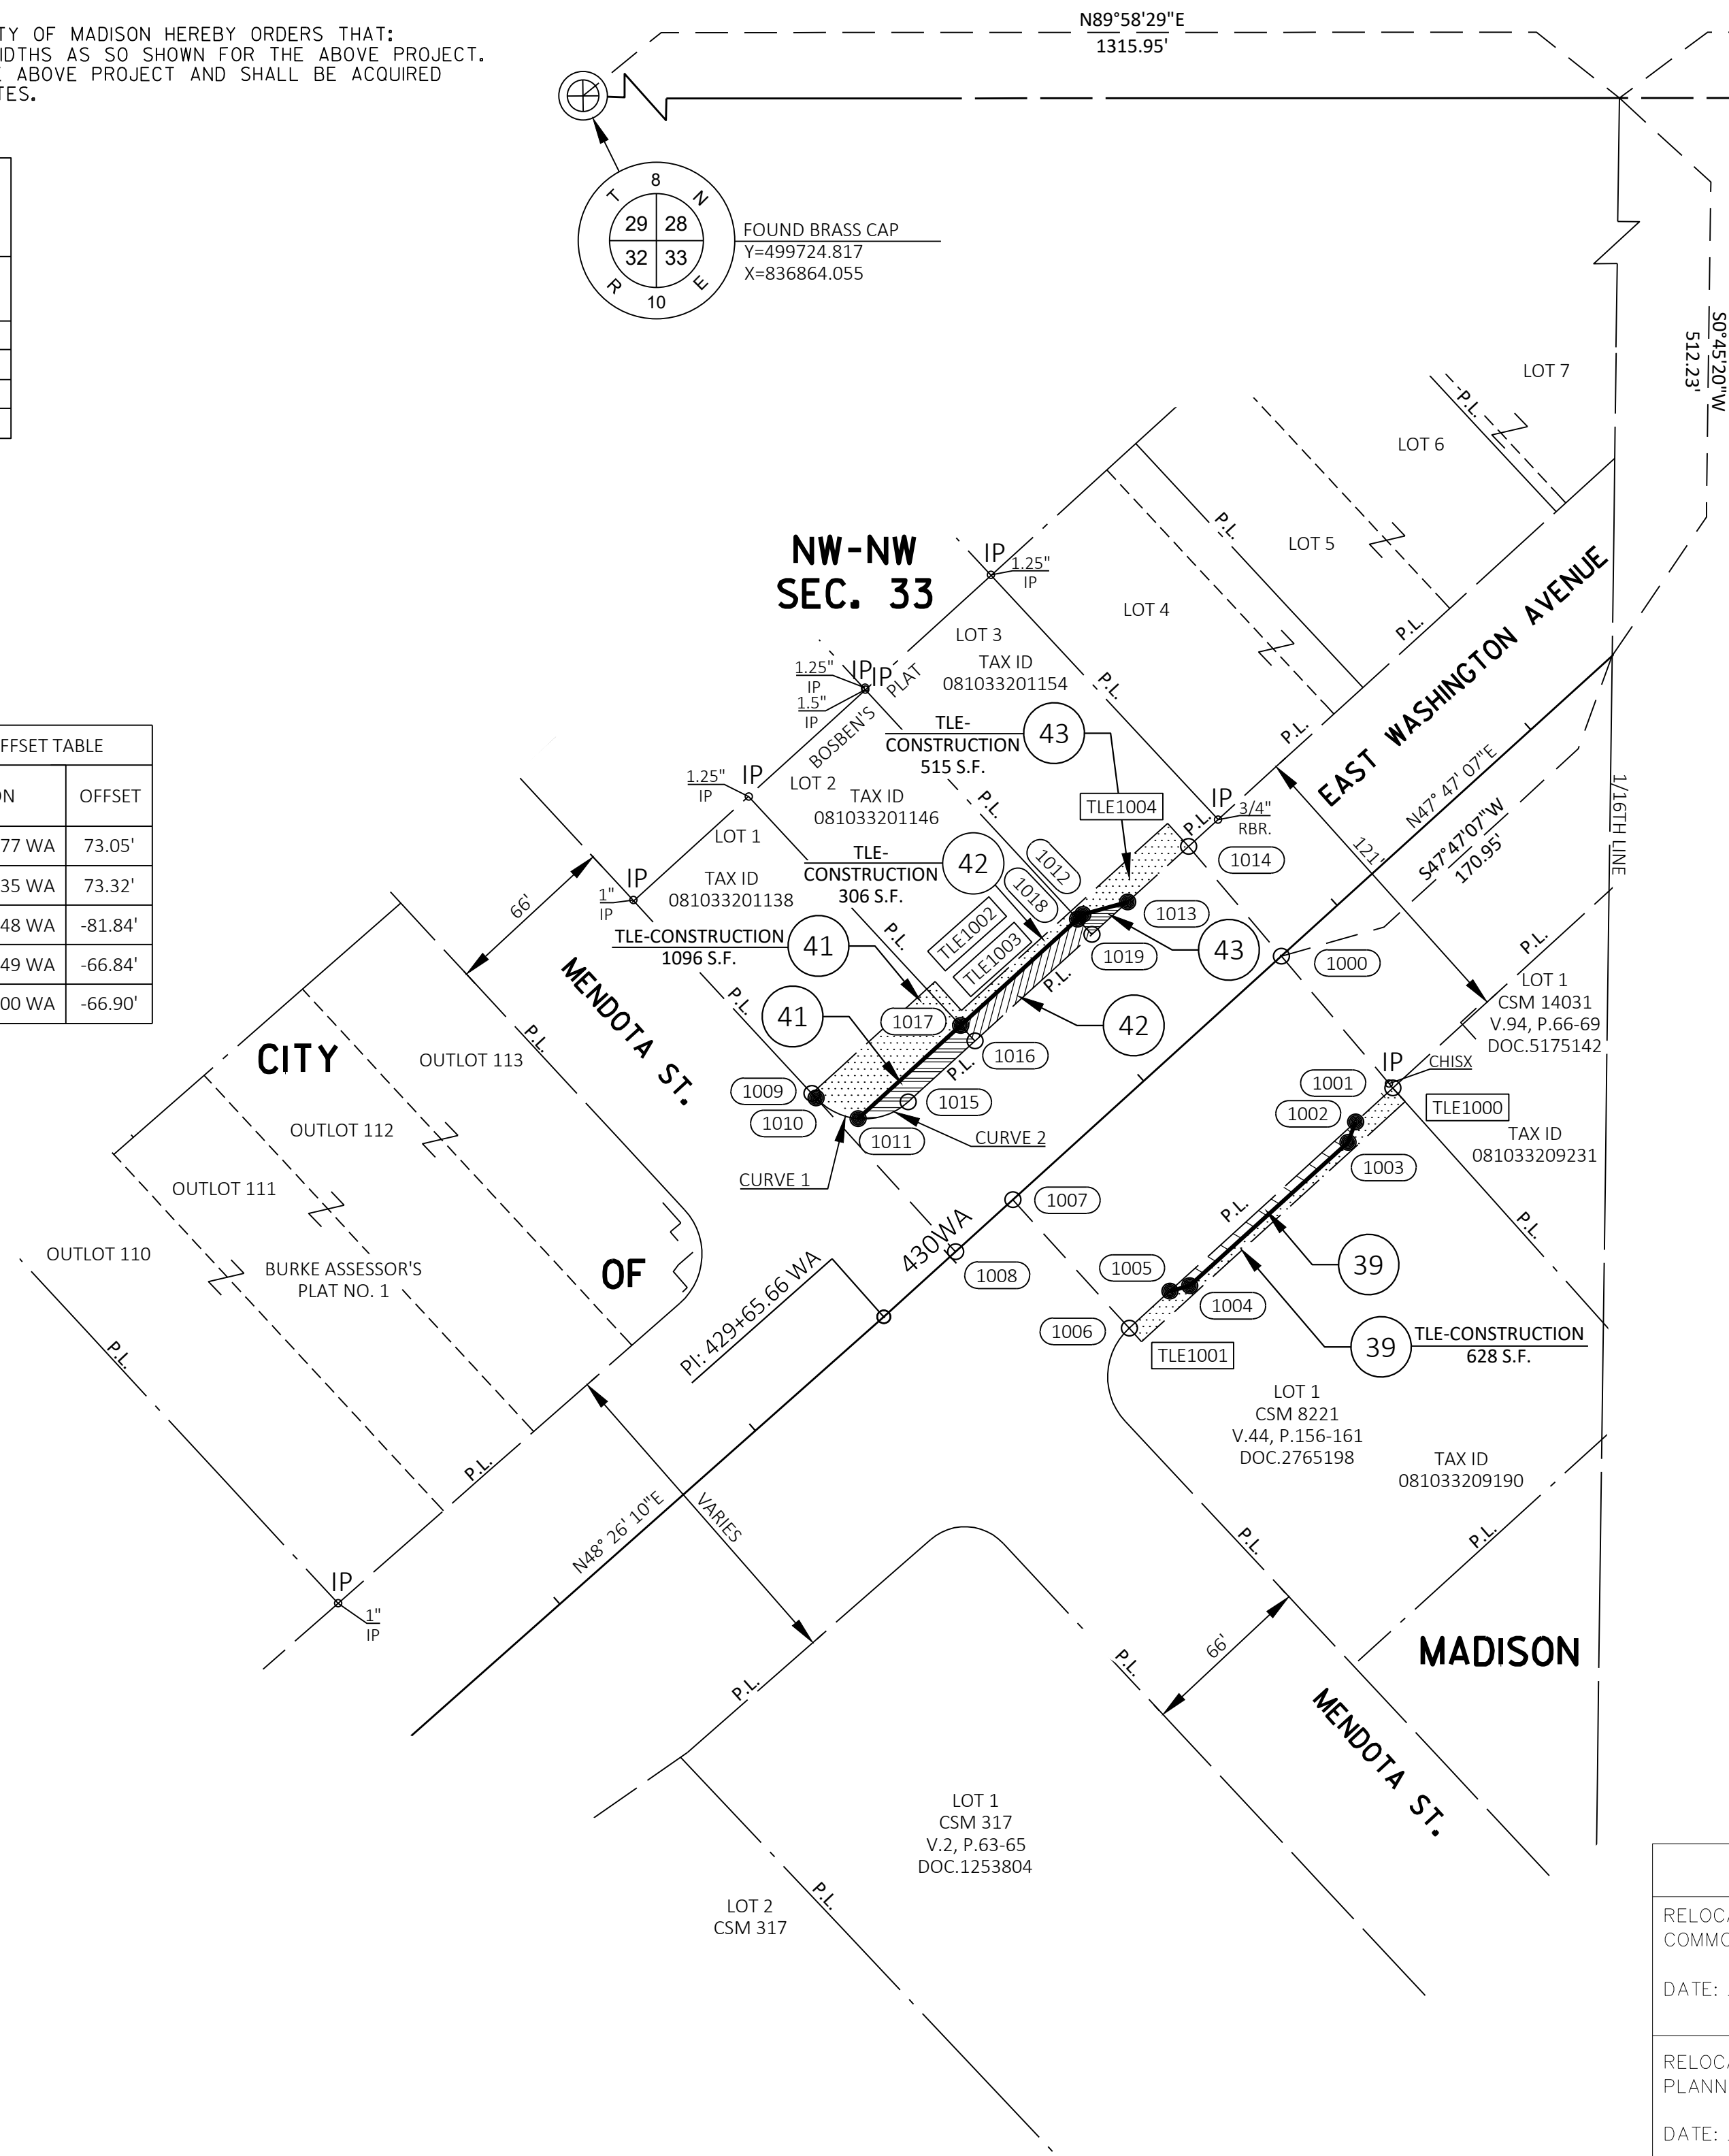 TY OF MADISON HEREBY ORDERS THAT:
IDTHS AS SO SHOWN FOR THE ABOVE PROJECT.
E ABOVE PROJECT AND SHALL BE ACQUIRED
TES.
N89°58'29"E
1315.95'
8
T N
29 28
32 33
R E
10
FOUND BRASS CAP
Y=499724.817
X=836864.055
S0°45'20"W
512.23'
LOT 7
P.L.
LOT 6
P.L.
LOT 5
NW-NW
SEC. 33
IP
1.25"
IP
LOT 4
P.L.
EAST WASHINGTON AVENUE
LOT 3
TAX ID
081033201154
P.L.
1.25"
IP
IP
IP
1.5"
IP
BOSBEN'S PLAT
TLE-
CONSTRUCTION
515 S.F.
43
P.L.
N47° 47' 07"E
S47°47'07"W
170.95'
1/16TH LINE
FFSET TABLE
ON
OFFSET
77 WA
73.05'
35 WA
73.32'
48 WA
-81.84'
49 WA
-66.84'
00 WA
-66.90'
1.25"
IP
IP
LOT 2
TAX ID
081033201146
P.L.
TLE1004
IP
3/4"
RBR.
P.L.
1014
121'
LOT 1
TLE-
CONSTRUCTION
306 S.F.
42
1012
1018
1"
IP
IP
TAX ID
081033201138
66'
P.L.
TLE-CONSTRUCTION
1096 S.F.
41
TLE1002
TLE1003
1013
43
1019
P.L.
1000
P.L.
LOT 1
CSM 14031
V.94, P.66-69
DOC.5175142
MENDOTA ST.
P.L.
41
1017
42
1016
P.L.
CITY
OUTLOT 113
P.L.
IP
CHISX
1001
1009
1015
TLE1000
1002
1010
1011
CURVE 2
OUTLOT 112
TAX ID
081033209231
1003
CURVE 1
OUTLOT 111
1007
P.L.
P.L.
430WA
OUTLOT 110
BURKE ASSESSOR'S
PLAT NO. 1
OF
1008
1005
39
1004
PI: 429+65.66 WA
1006
39
TLE-CONSTRUCTION
628 S.F.
TLE1001
P.L.
LOT 1
CSM 8221
V.44, P.156-161
DOC.2765198
TAX ID
081033209190
P.L.
VARIES
N48° 26' 10"E
P.L.
P.L.
IP
1"
IP
66'
MADISON
P.L.
P.L.
MENDOTA ST.
LOT 1
CSM 317
V.2, P.63-65
DOC.1253804
P.L.
LOT 2
CSM 317
RELOCA
COMMO
DATE:
RELOCA
PLANN
DATE: